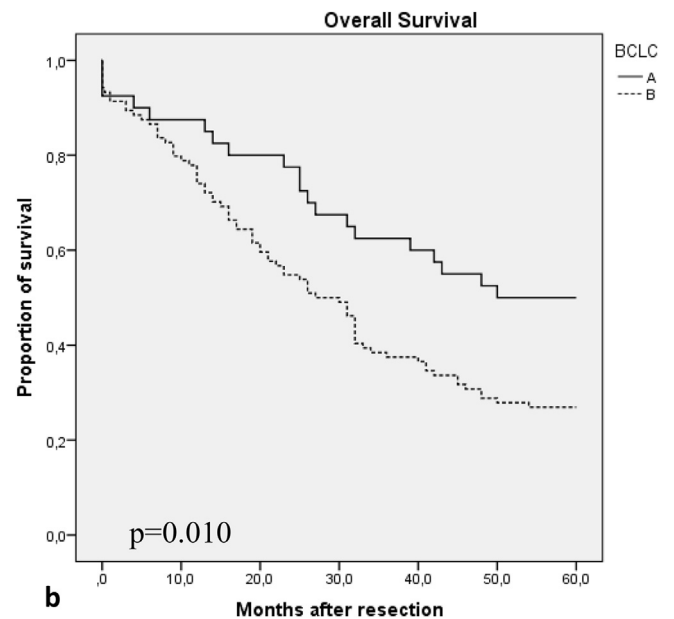 Overall Survival
BCLC
A
B
1,0
0,8
0,6
0,4
0,2
0,0
Proportion of survival
p=0.010
,0 10,0 20,0 30,0 40,0 50,0 60,0
b
Months after resection